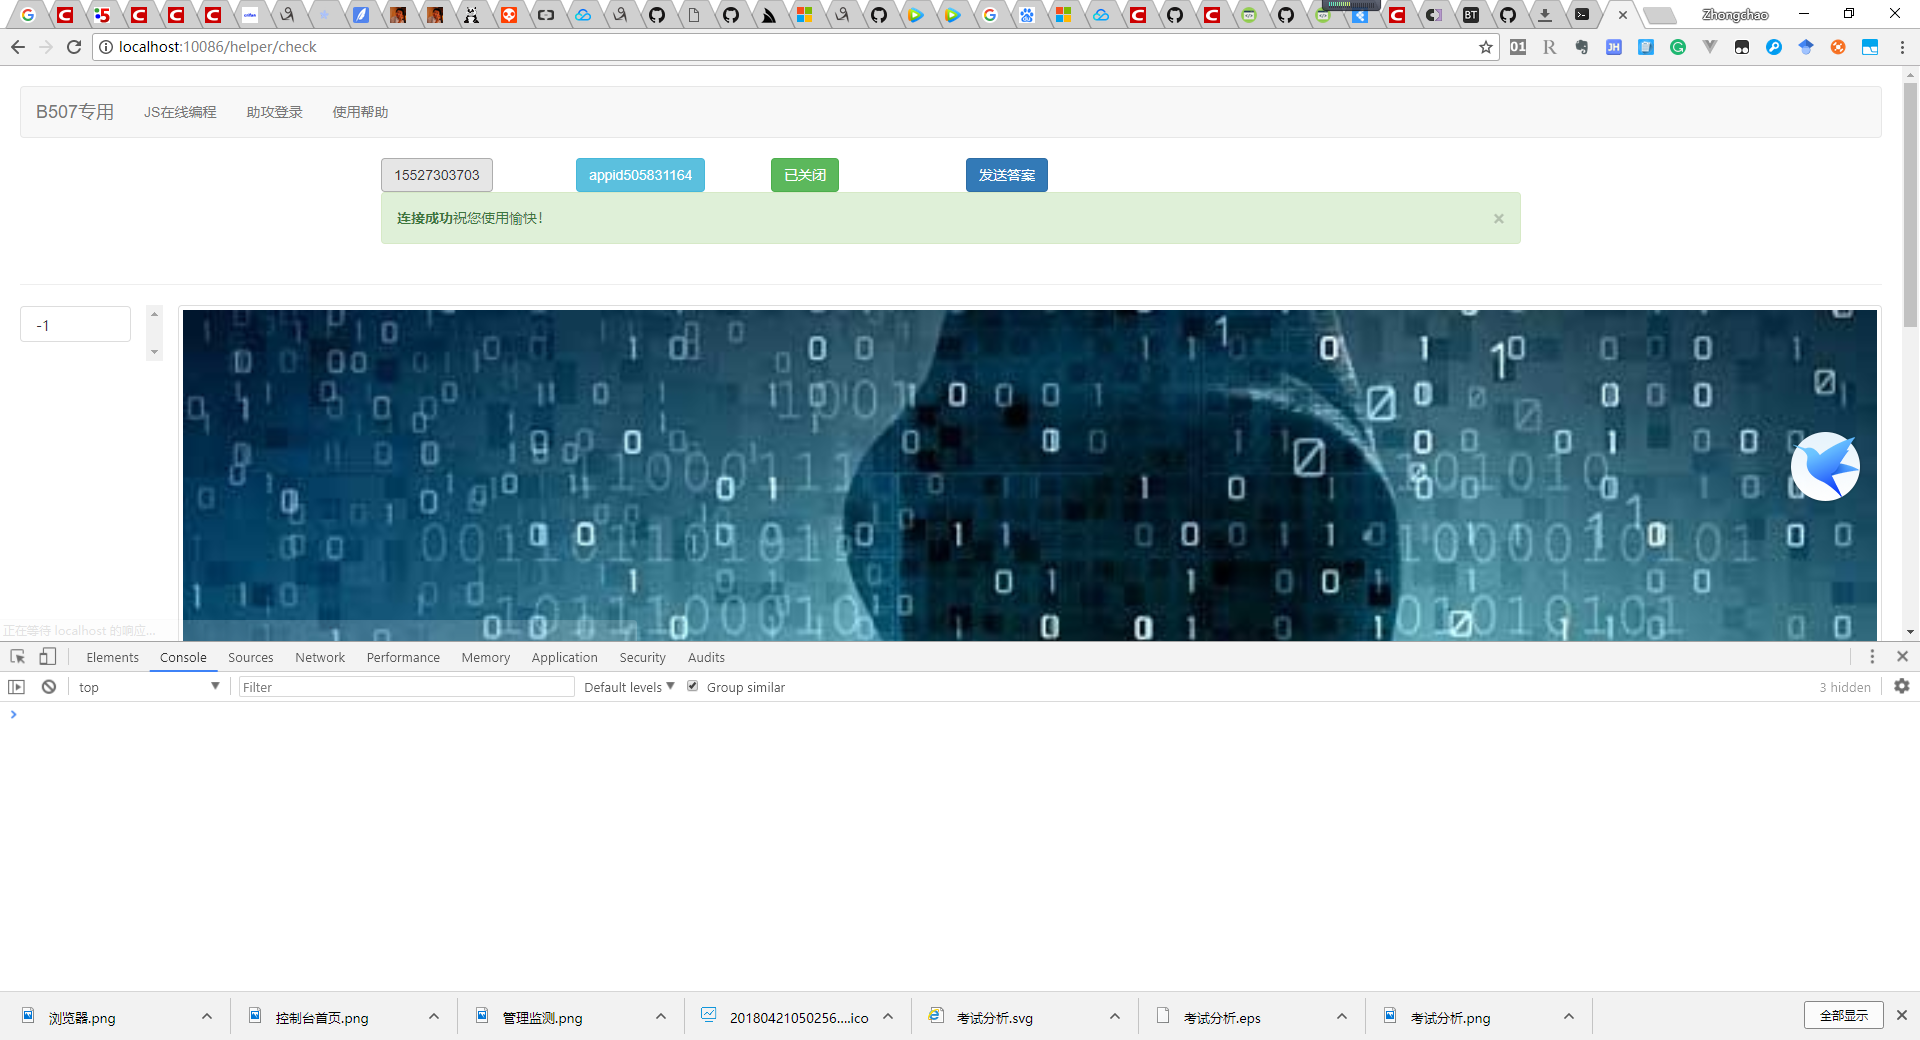 Zhongchao
localhost:10086/helper/check
B507专用 JS在线编程 助攻登录 使用帮助
15527303703 appid505831164 已关闭 发送答案
连接成功祝您使用愉快！ ×
-1
正在等待 localhost 的响应...
Elements Console Sources Network Performance Memory Application Security Audits
top Filter Default levels Group similar 3 hidden
浏览器.png 控制台首页.png 管理监测.png 20180421050256....ico 考试分析.svg 考试分析.eps 考试分析.png 全部显示